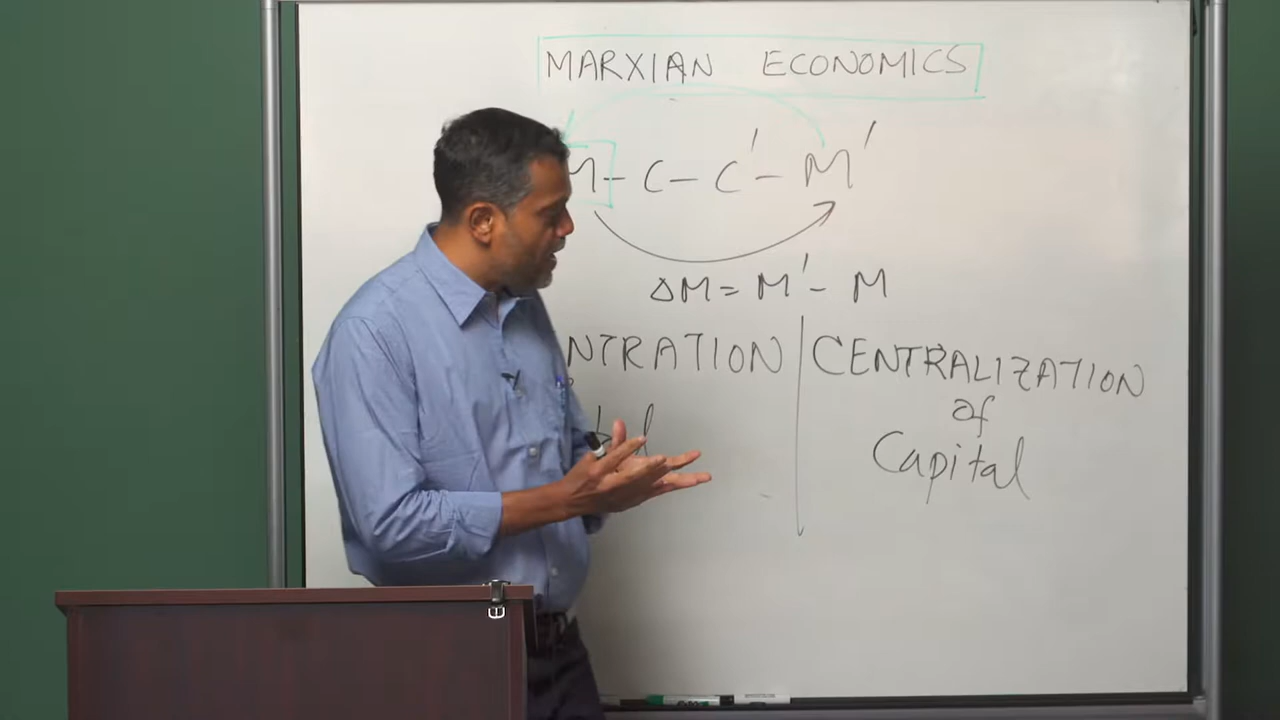 MARXIAN ECONOMICS
M - C - C' - M'
ΔM = M' - M
NTRATION
CENTRALIZATION
of
Capital